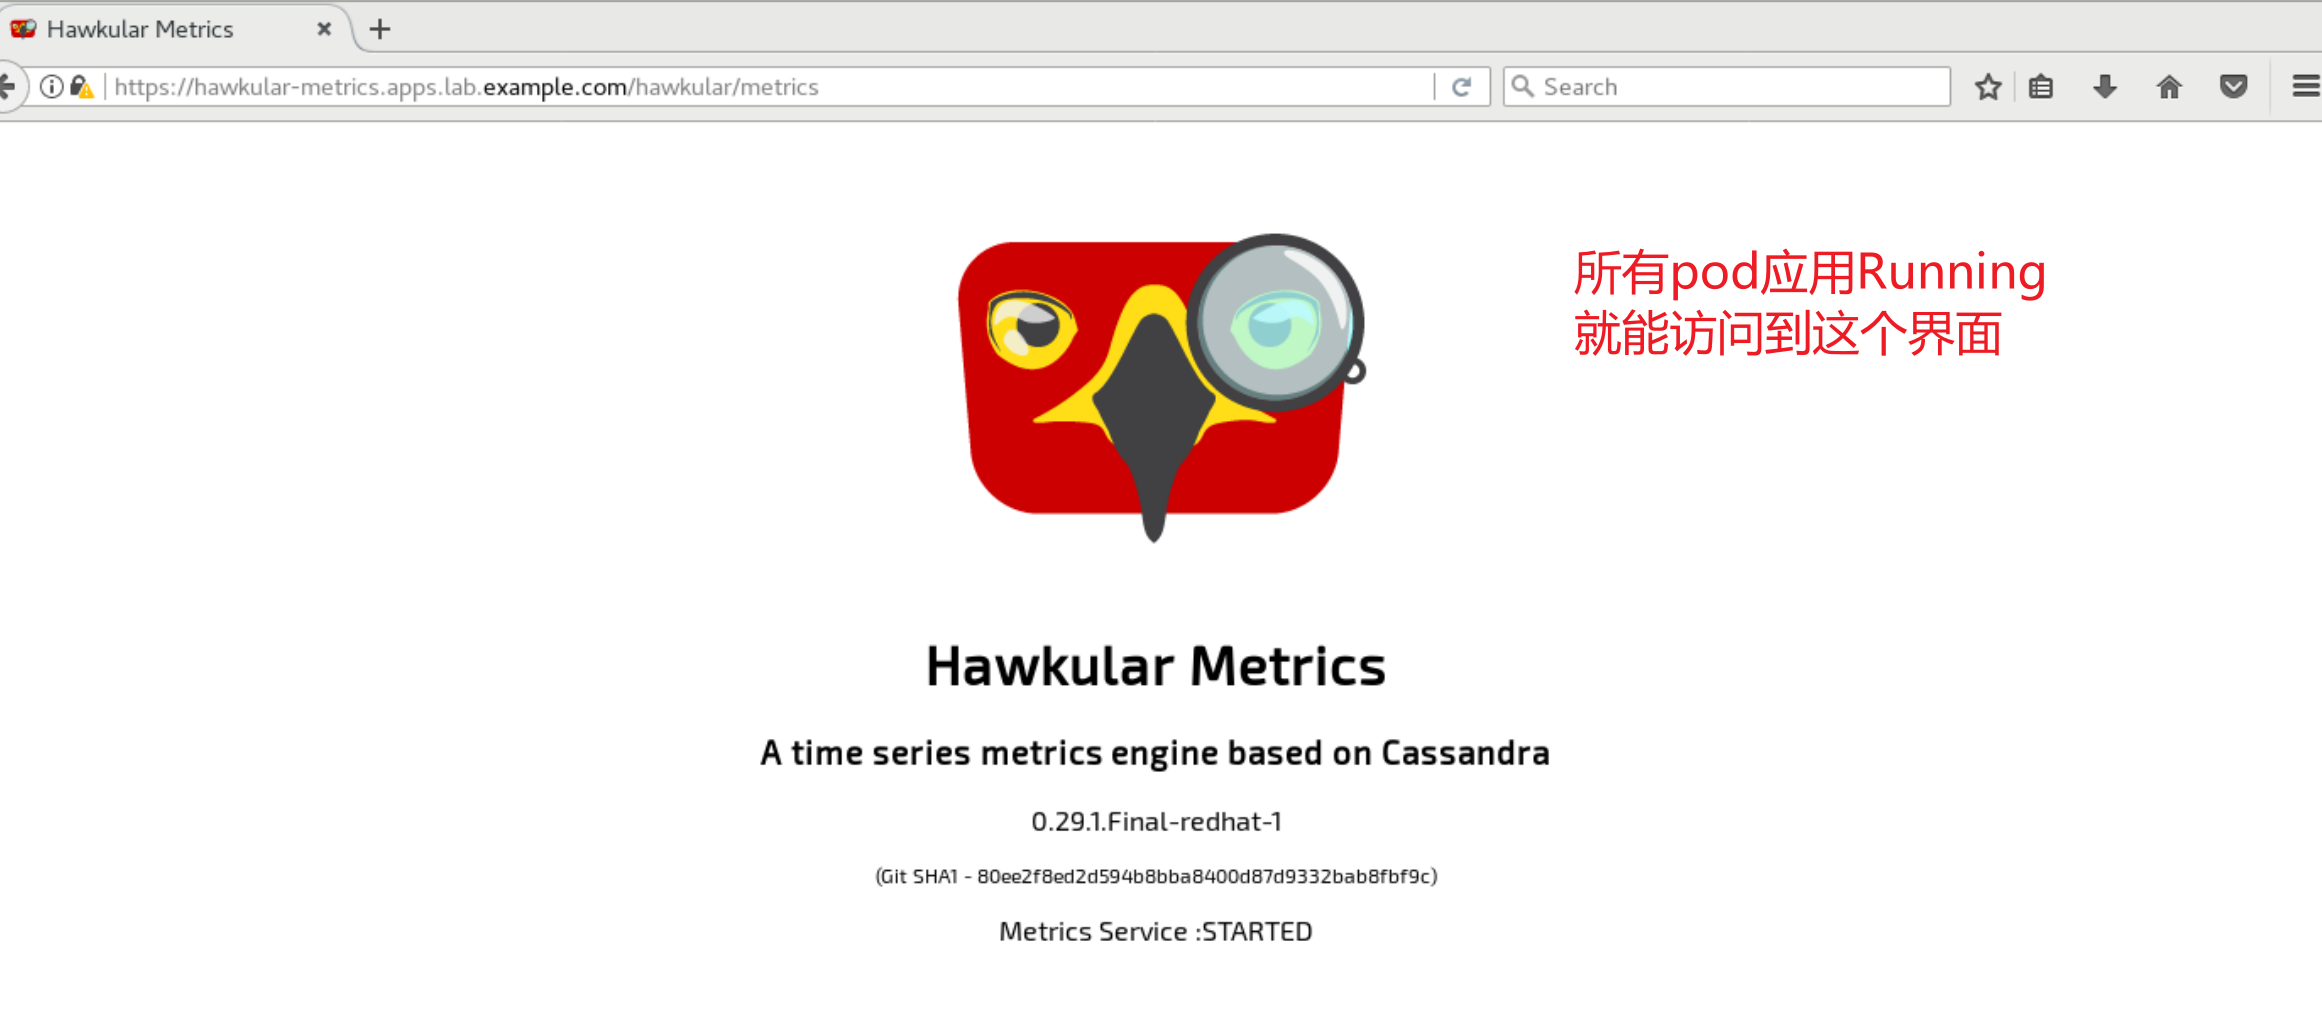 Hawkular Metrics
https://hawkular-metrics.apps.lab.example.com/hawkular/metrics
Search
所有pod应用Running
就能访问到这个界面
Hawkular Metrics
A time series metrics engine based on Cassandra
0.29.1.Final-redhat-1
(Git SHA1 - 80ee2f8ed2d594b8bba8400d87d9332bab8fbf9c)
Metrics Service :STARTED